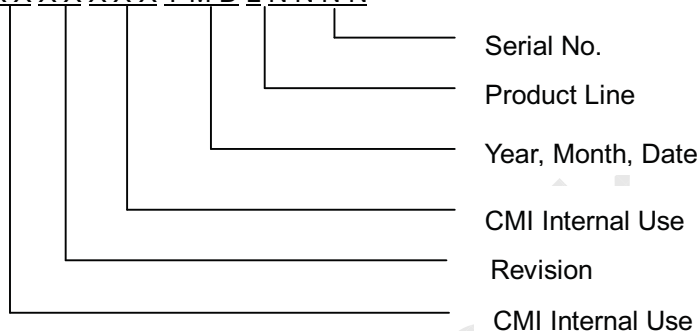 Serial No.
Product Line
Year, Month, Date
CMI Internal Use
Revision
CMI Internal Use